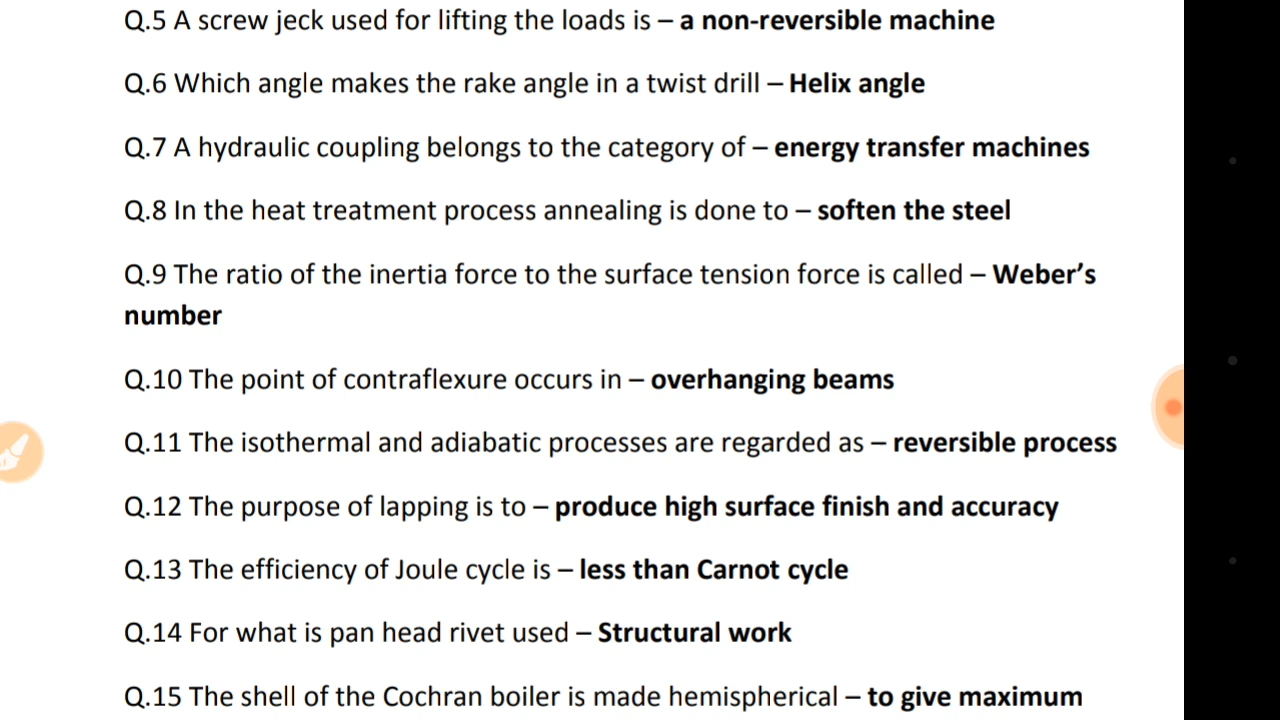 Q.5 A screw jeck used for lifting the loads is – a non-reversible machine
Q.6 Which angle makes the rake angle in a twist drill – Helix angle
Q.7 A hydraulic coupling belongs to the category of – energy transfer machines
Q.8 In the heat treatment process annealing is done to – soften the steel
Q.9 The ratio of the inertia force to the surface tension force is called – Weber’s
number
Q.10 The point of contraflexure occurs in – overhanging beams
Q.11 The isothermal and adiabatic processes are regarded as – reversible process
Q.12 The purpose of lapping is to – produce high surface finish and accuracy
Q.13 The efficiency of Joule cycle is – less than Carnot cycle
Q.14 For what is pan head rivet used – Structural work
Q.15 The shell of the Cochran boiler is made hemispherical – to give maximum